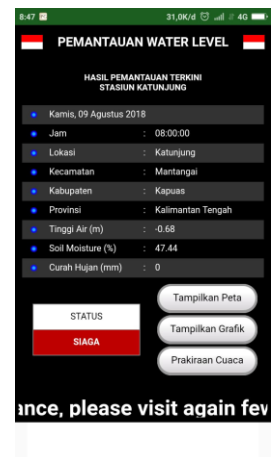 8:47 31,0K/d 4G
PEMANTAUAN WATER LEVEL
HASIL PEMANTAUAN TERKINI
STASIUN KATUNJUNG
Kamis, 09 Agustus 2018
Jam : 08:00:00
Lokasi : Katunjung
Kecamatan : Mantangai
Kabupaten : Kapuas
Provinsi : Kalimantan Tengah
Tinggi Air (m) : -0.68
Soil Moisture (%) : 47.44
Curah Hujan (mm) : 0
Tampilkan Peta
STATUS
Tampilkan Grafik
SIAGA
Prakiraan Cuaca
ance, please visit again few